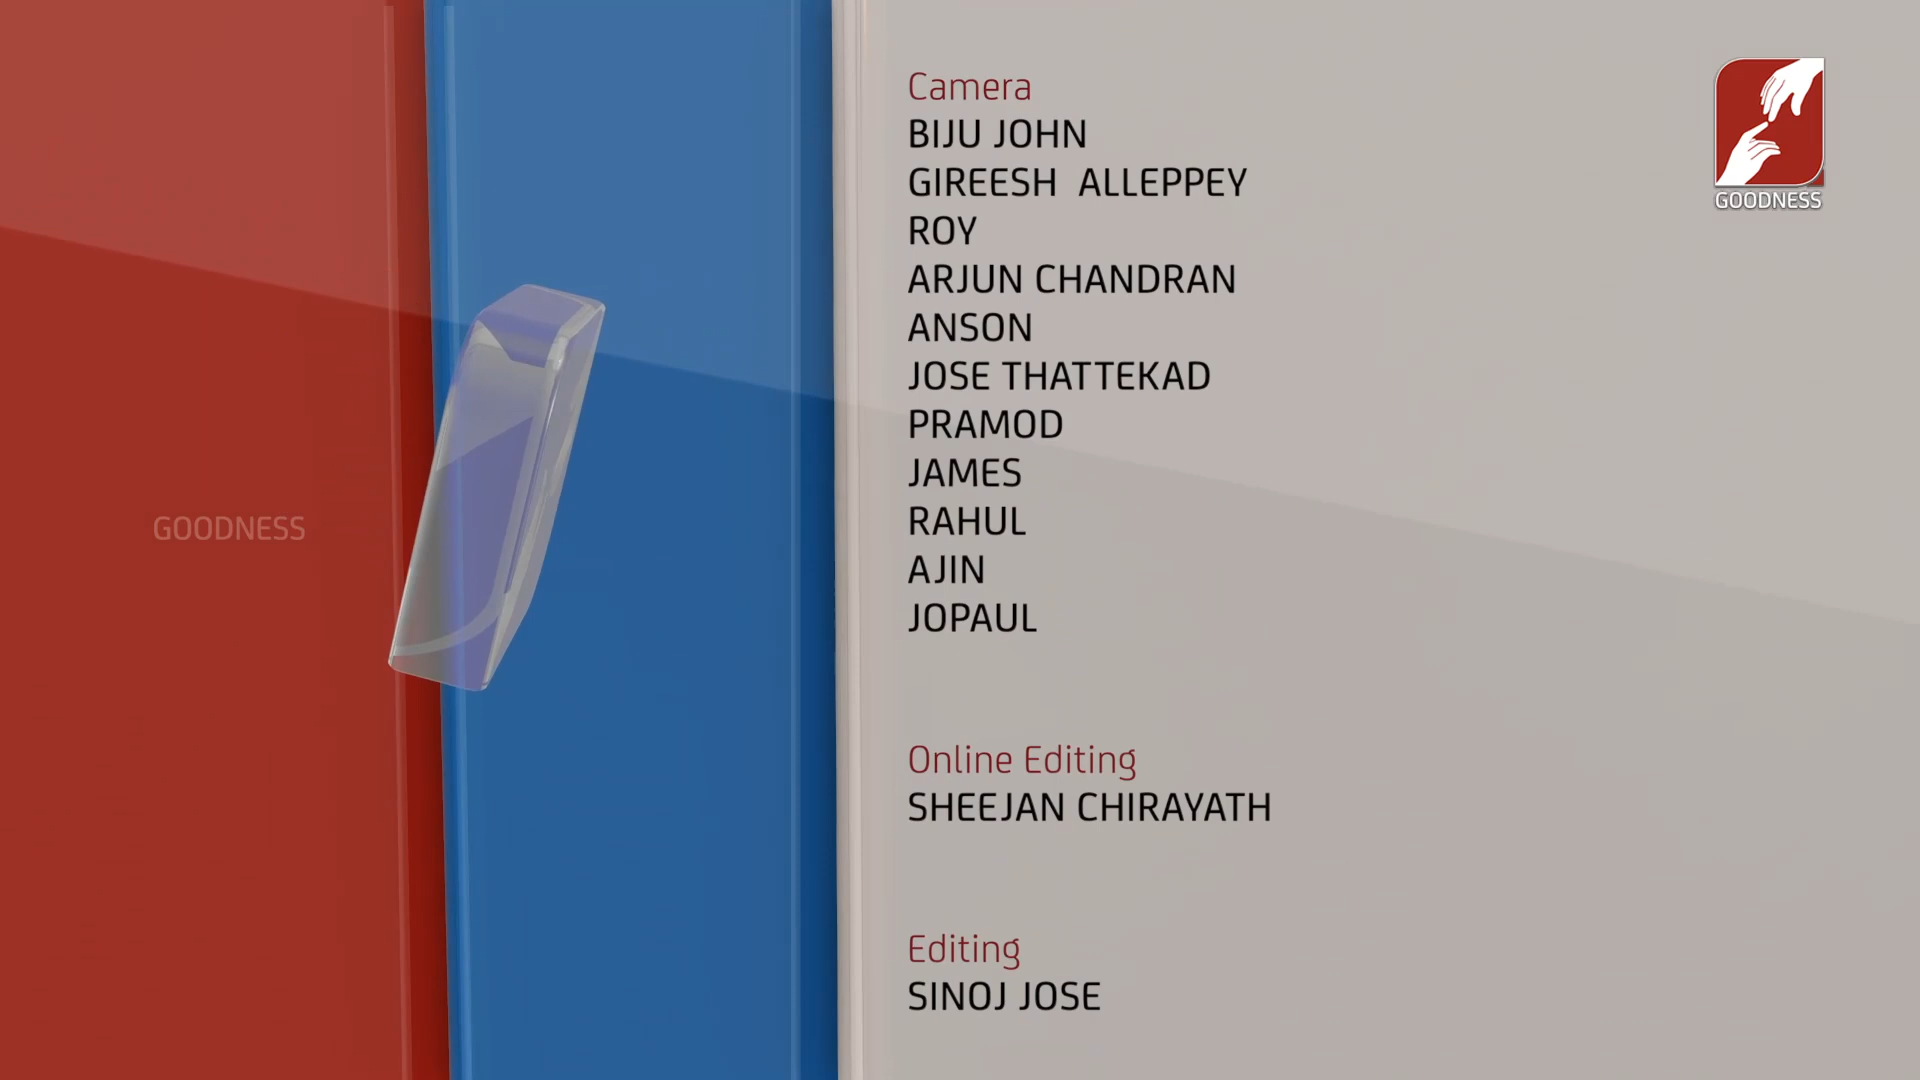 Camera
BIJU JOHN
GIREESH ALLEPPEY
ROY
ARJUN CHANDRAN
ANSON
JOSE THATTEKAD
PRAMOD
JAMES
RAHUL
AJIN
JOPAUL
Online Editing
SHEEJAN CHIRAYATH
Editing
SINOJ JOSE
GOODNESS
GOODNESS